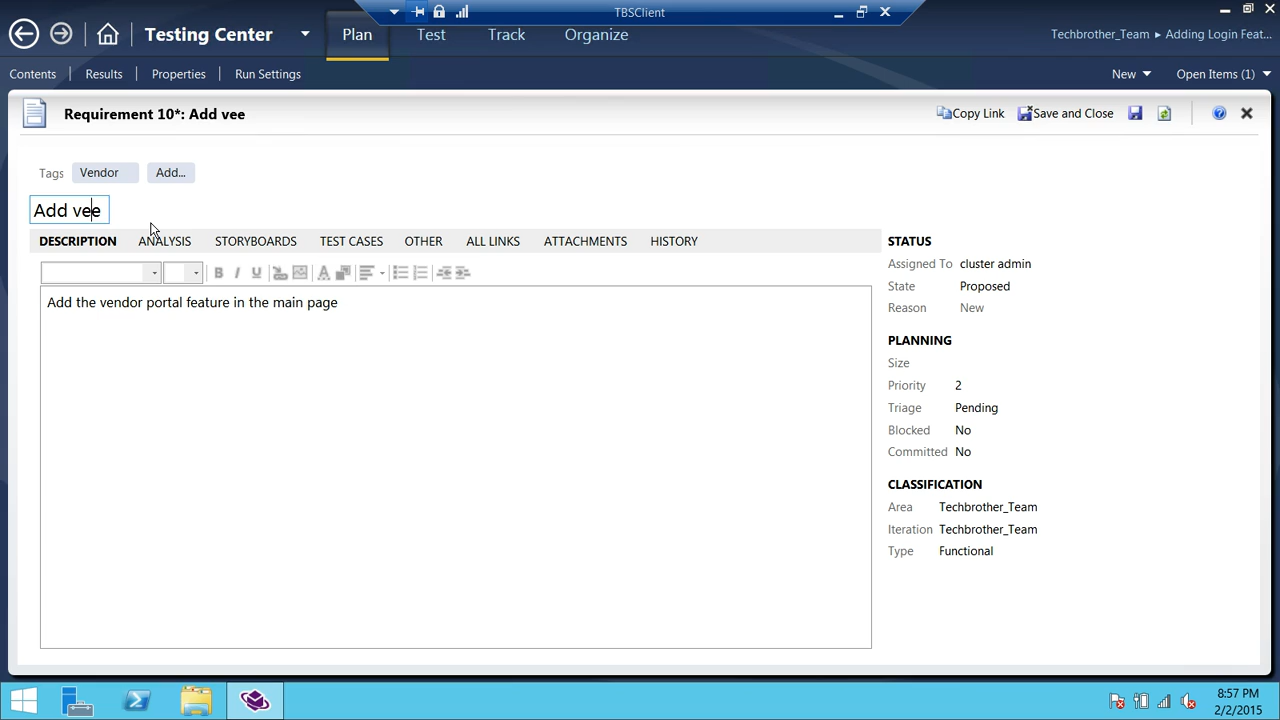 TBSClient
Testing Center
Plan
Test
Track
Organize
Techbrother_Team ▸ Adding Login Feat...
Contents
Results
Properties
Run Settings
New
Open Items (1)
Requirement 10*: Add vee
Copy Link
Save and Close
Tags
Vendor
Add...
Add vee
DESCRIPTION
ANALYSIS
STORYBOARDS
TEST CASES
OTHER
ALL LINKS
ATTACHMENTS
HISTORY
B I U A
Add the vendor portal feature in the main page
STATUS
Assigned To cluster admin
State Proposed
Reason New
PLANNING
Size
Priority 2
Triage Pending
Blocked No
Committed No
CLASSIFICATION
Area Techbrother_Team
Iteration Techbrother_Team
Type Functional
8:57 PM
2/2/2015